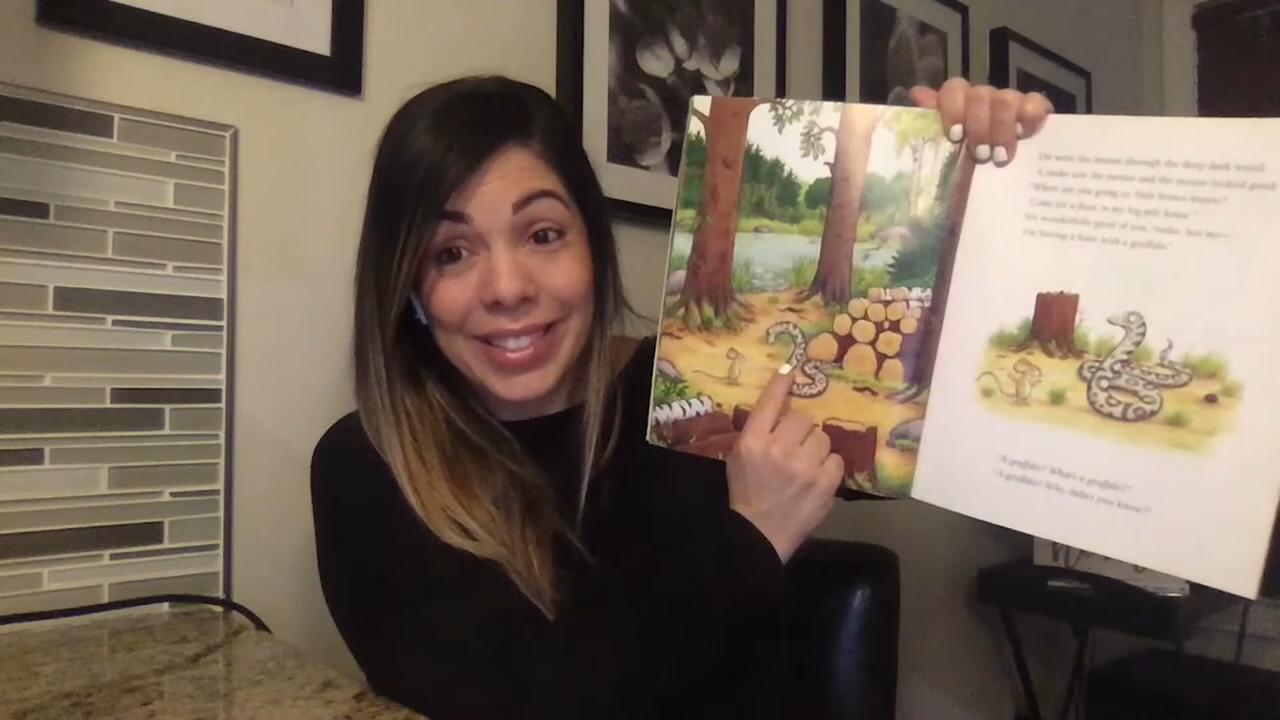 On went the mouse through the deep dark wood.
A snake saw the mouse and the mouse looked good.
"Where are you going to, little brown mouse?
Come for a feast in my log-pile house."
"It's wonderfully good of you, Snake, but no –
I'm having a feast with a gruffalo."
"A gruffalo? What's a gruffalo?"
"A gruffalo! Why, didn't you know?"